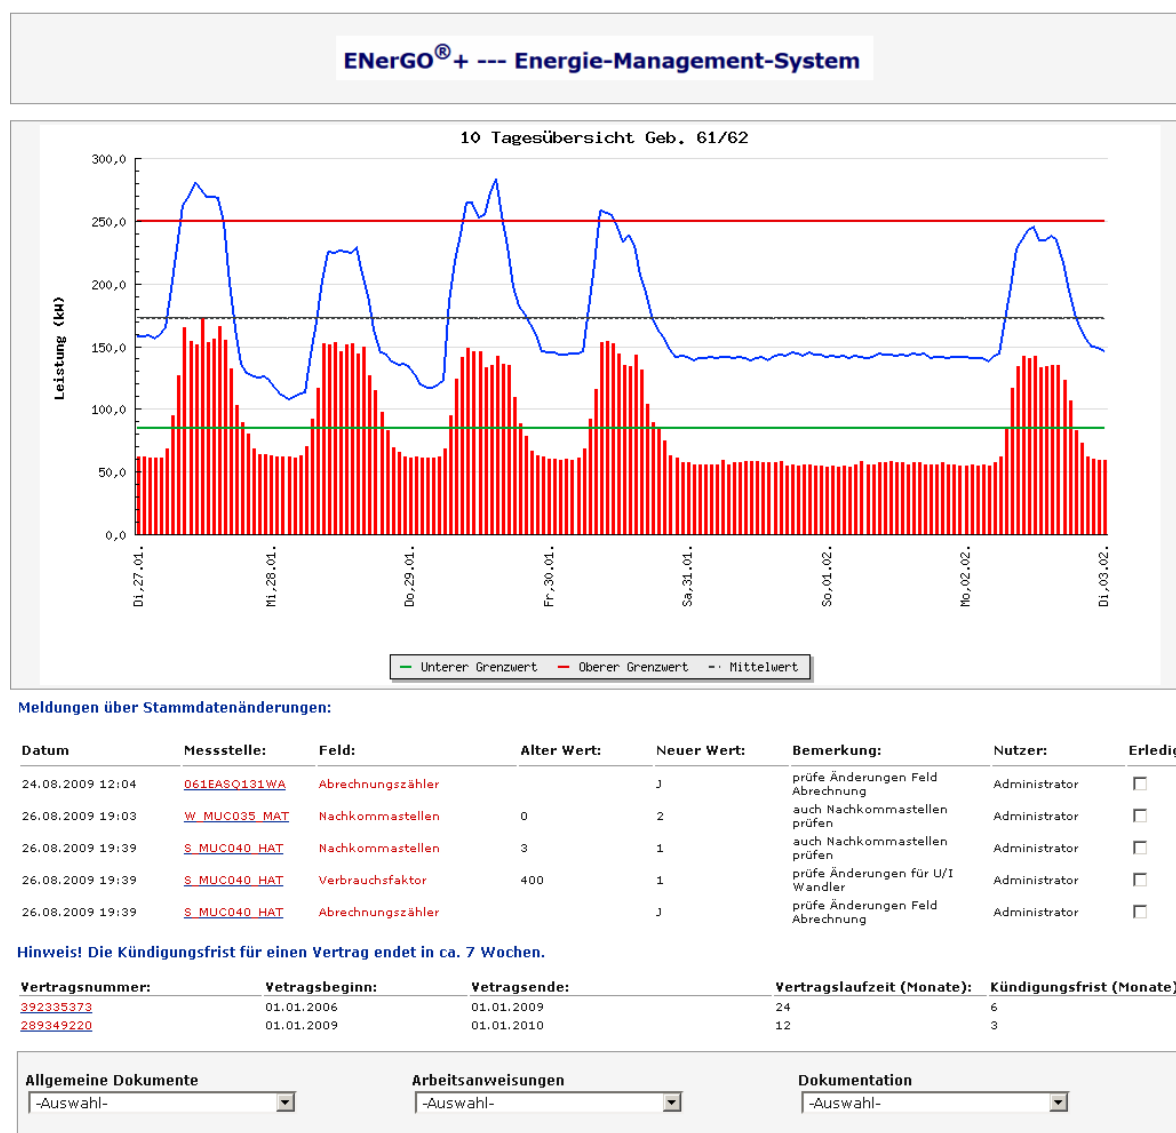 ENerGO®+ --- Energie-Management-System
10 Tagesübersicht Geb. 61/62
300,0
250,0
200,0
150,0
100,0
50,0
0,0
Leistung (kW)
Di,27.01.
Mi,28.01.
Do,29.01.
Fr,30.01.
Sa,31.01.
So,01.02.
Mo,02.02.
Di,03.02.
Unterer Grenzwert Oberer Grenzwert Mittelwert
Meldungen über Stammdatenänderungen:
Datum Messstelle: Feld: Alter Wert: Neuer Wert: Bemerkung: Nutzer: Erledig
24.08.2009 12:04 061EASQ131WA Abrechnungszähler J prüfe Änderungen Feld Abrechnung Administrator
26.08.2009 19:03 W_MUC035_MAT Nachkommastellen 0 2 auch Nachkommastellen prüfen Administrator
26.08.2009 19:39 S_MUC040_HAT Nachkommastellen 3 1 auch Nachkommastellen prüfen Administrator
26.08.2009 19:39 S_MUC040_HAT Verbrauchsfaktor 400 1 prüfe Änderungen für U/I Wandler Administrator
26.08.2009 19:39 S_MUC040_HAT Abrechnungszähler J prüfe Änderungen Feld Abrechnung Administrator
Hinweis! Die Kündigungsfrist für einen Vertrag endet in ca. 7 Wochen.
Vertragsnummer: Vetragsbeginn: Vetragsende: Vertragslaufzeit (Monate): Kündigungsfrist (Monate)
392335373 01.01.2006 01.01.2009 24 6
289349220 01.01.2009 01.01.2010 12 3
Allgemeine Dokumente Arbeitsanweisungen Dokumentation
-Auswahl- -Auswahl- -Auswahl-